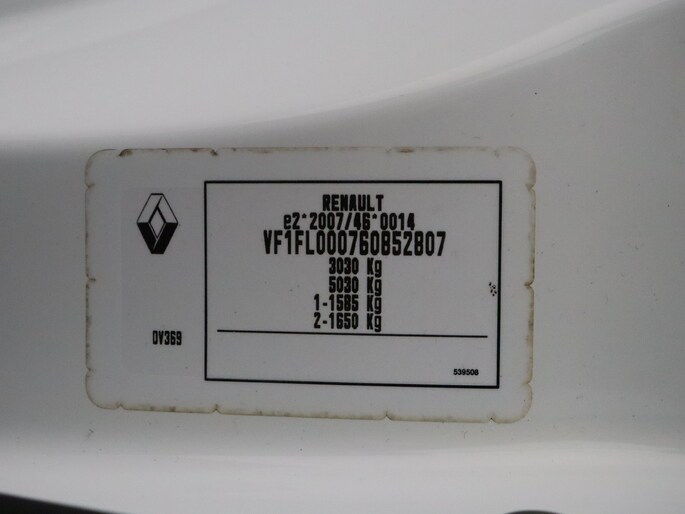 RENAULT
e2*2007/46*0014
VF1FL000760852807
3030 Kg
5030 Kg
1-1585 Kg
2-1650 Kg
DV369
539508